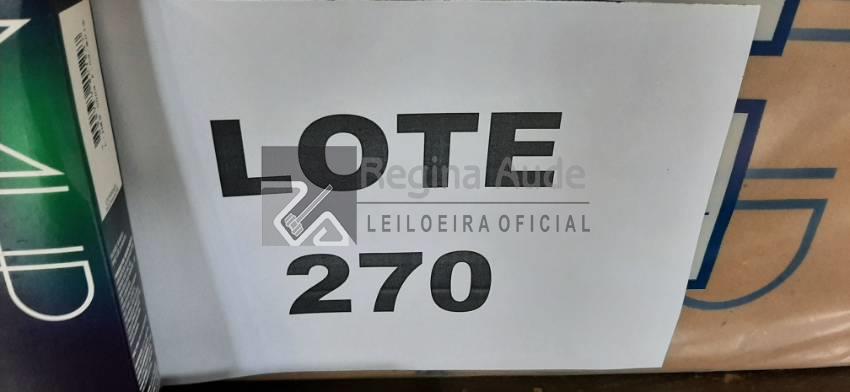 LOTE
Regina Aude
LEILOEIRA OFICIAL
270